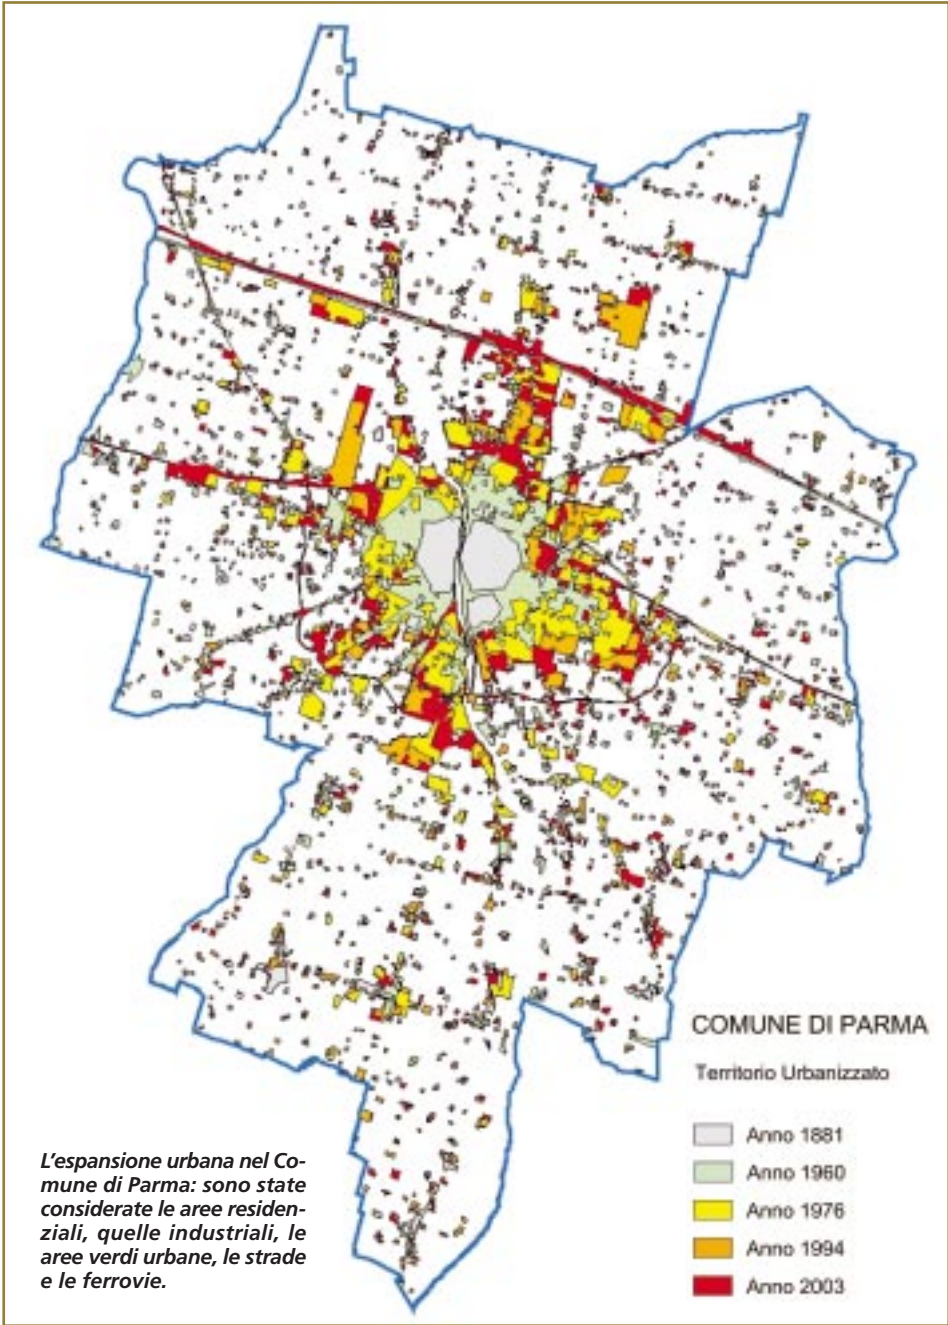 COMUNE DI PARMA
Territorio Urbanizzato
Anno 1881
Anno 1960
Anno 1976
Anno 1994
Anno 2003
L'espansione urbana nel Co-
mune di Parma: sono state
considerate le aree residen-
ziali, quelle industriali, le
aree verdi urbane, le strade
e le ferrovie.